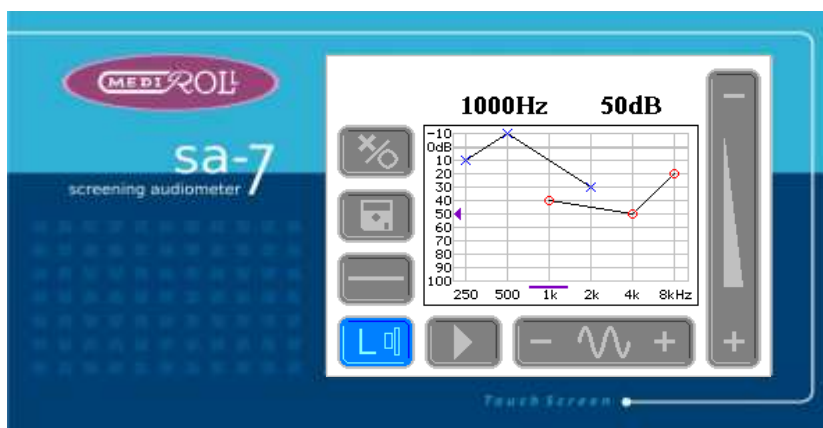 MEDIROLL
sa-7
screening audiometer
1000Hz 50dB
-10
0dB
10
20
30
40
50
60
70
80
90
100
250 500 1k 2k 4k 8kHz
L
Touch Screen